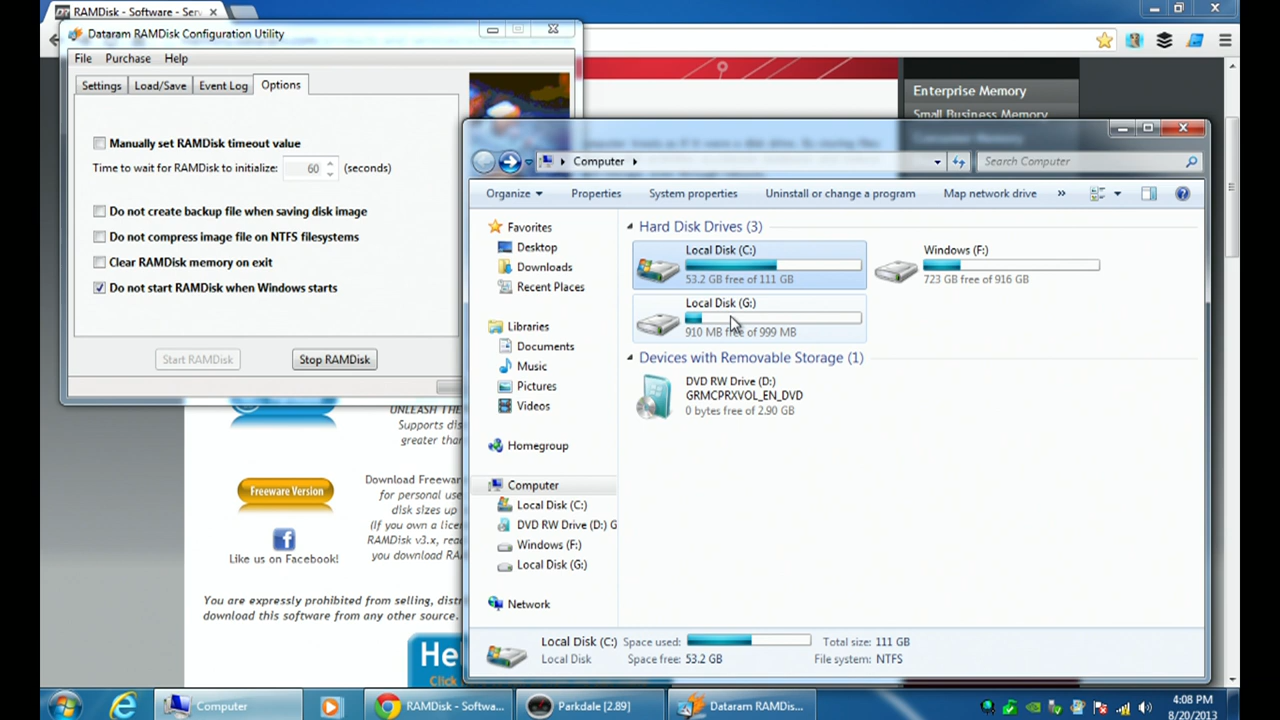 RAMDisk - Software - Ser
Dataram RAMDisk Configuration Utility
File Purchase Help
Settings Load/Save Event Log Options
Manually set RAMDisk timeout value
Time to wait for RAMDisk to initialize: 60 (seconds)
Do not create backup file when saving disk image
Do not compress image file on NTFS filesystems
Clear RAMDisk memory on exit
Do not start RAMDisk when Windows starts
Start RAMDisk Stop RAMDisk
Enterprise Memory
Small Business Memory
Computer
Search Computer
Organize Properties System properties Uninstall or change a program Map network drive »
Favorites
Desktop
Downloads
Recent Places
Libraries
Documents
Music
Pictures
Videos
Homegroup
Computer
Local Disk (C:)
DVD RW Drive (D:) G
Windows (F:)
Local Disk (G:)
Network
Hard Disk Drives (3)
Local Disk (C:)
53.2 GB free of 111 GB
Windows (F:)
723 GB free of 916 GB
Local Disk (G:)
910 MB free of 999 MB
Devices with Removable Storage (1)
DVD RW Drive (D:)
GRMCPRXVOL_EN_DVD
0 bytes free of 2.90 GB
Local Disk (C:) Space used: Total size: 111 GB
Local Disk Space free: 53.2 GB File system: NTFS
UNLEASH THE
Supports dis
greater than
Freeware Version
Download Freewar
for personal use
disk sizes up
(If you own a licen
RAMDisk v3.x, rea
you download RA
Like us on Facebook!
You are expressly prohibited from selling, dist
download this software from any other source.
He
Click
Computer
RAMDisk - Softwa...
Parkdale [2.89]
Dataram RAMDis...
4:08 PM
8/20/2013